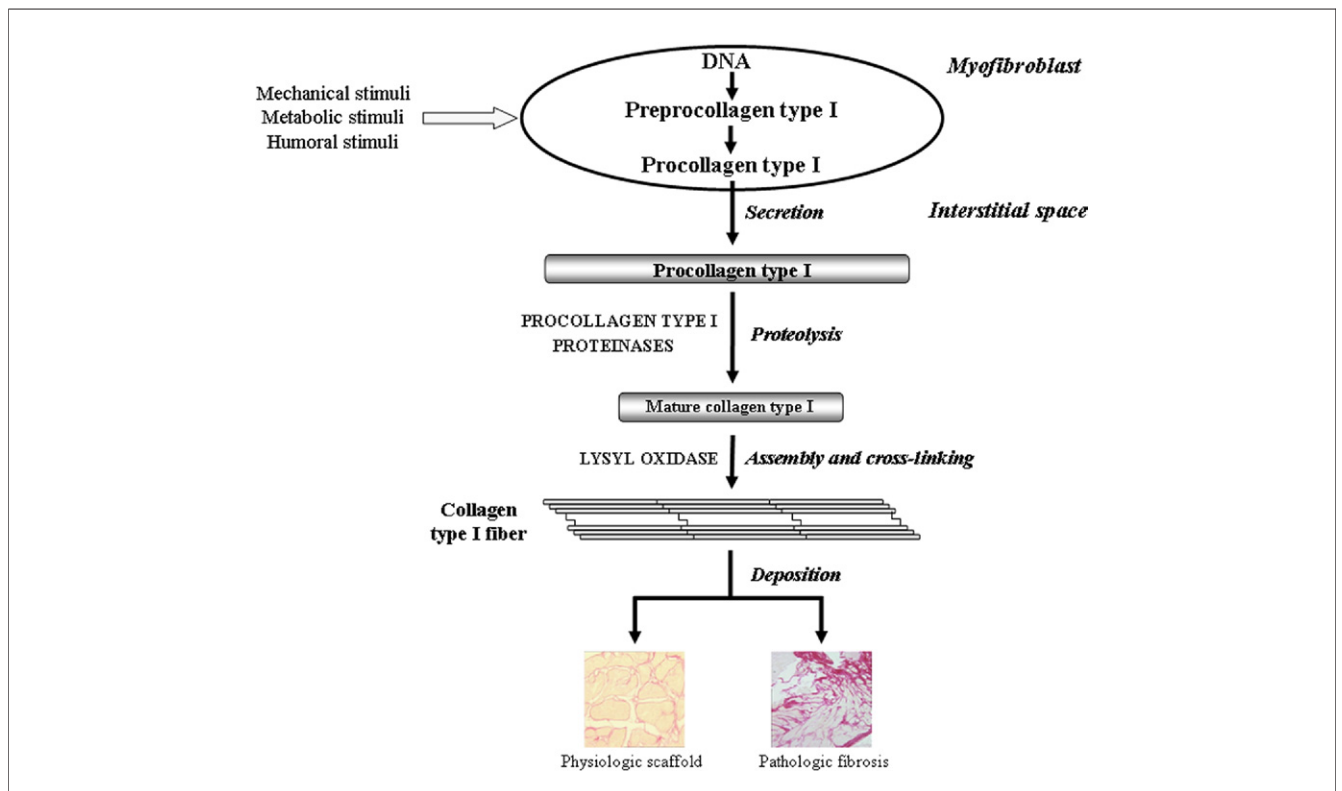 DNA
Myofibroblast
Mechanical stimuli
Metabolic stimuli
Humoral stimuli
Preprocollagen type I
Procollagen type I
Secretion
Interstitial space
Procollagen type I
PROCOLLAGEN TYPE I
PROTEINASES
Proteolysis
Mature collagen type I
LYSYL OXIDASE
Assembly and cross-linking
Collagen
type I fiber
Deposition
Physiologic scaffold
Pathologic fibrosis